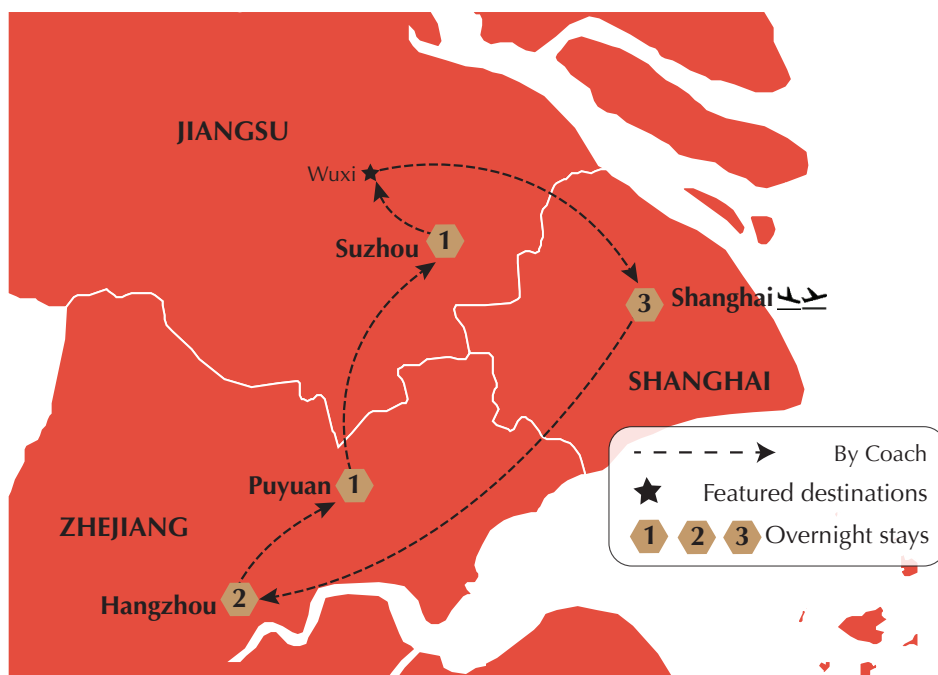 JIANGSU
Wuxi
Suzhou 1
3 Shanghai
SHANGHAI
By Coach
Puyuan 1
Featured destinations
ZHEJIANG
1 2 3 Overnight stays
Hangzhou 2